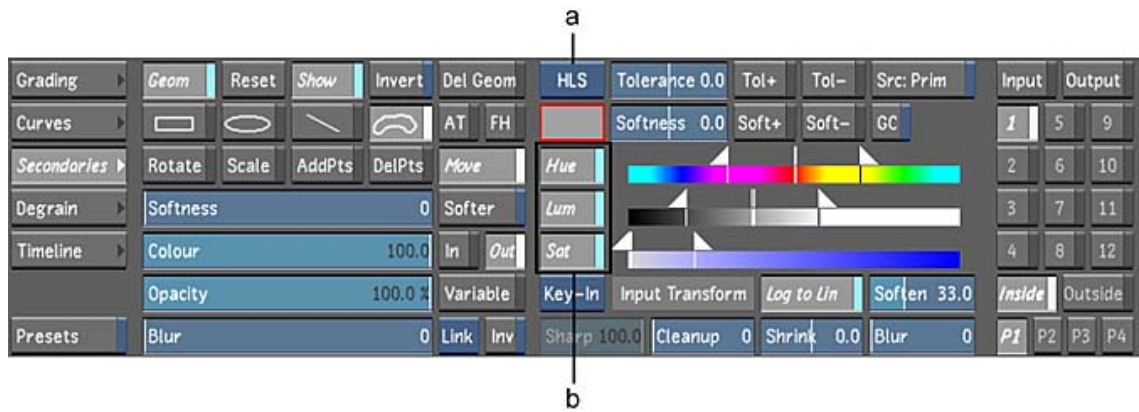 a
Grading Geom Reset Show Invert Del Geom HLS Tolerance 0.0 Tol+ Tol- Src: Prim Input Output
Curves AT FH Softness 0.0 Soft+ Soft- GC 1 5 9
Secondaries Rotate Scale AddPts DelPts Move Hue 2 6 10
Degrain Softness 0 Softer Lum 3 7 11
Timeline Colour 100.0 In Out Sat 4 8 12
Opacity 100.0 % Variable Key-In Input Transform Log to Lin Soften 33.0 Inside Outside
Presets Blur 0 Link Inv Sharp 100.0 Cleanup 0 Shrink 0.0 Blur 0 P1 P2 P3 P4
b